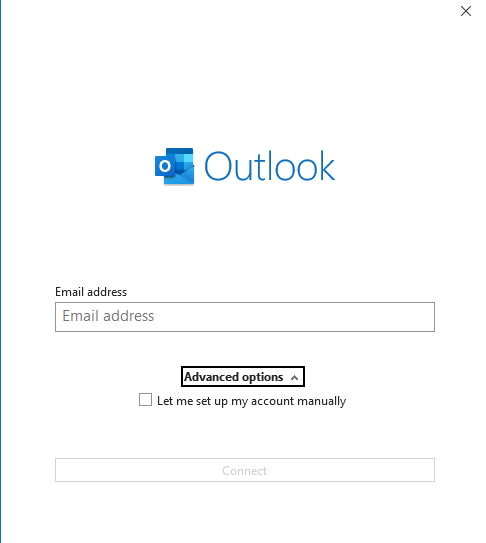 Outlook
Email address
Email address
Advanced options
Let me set up my account manually
Connect